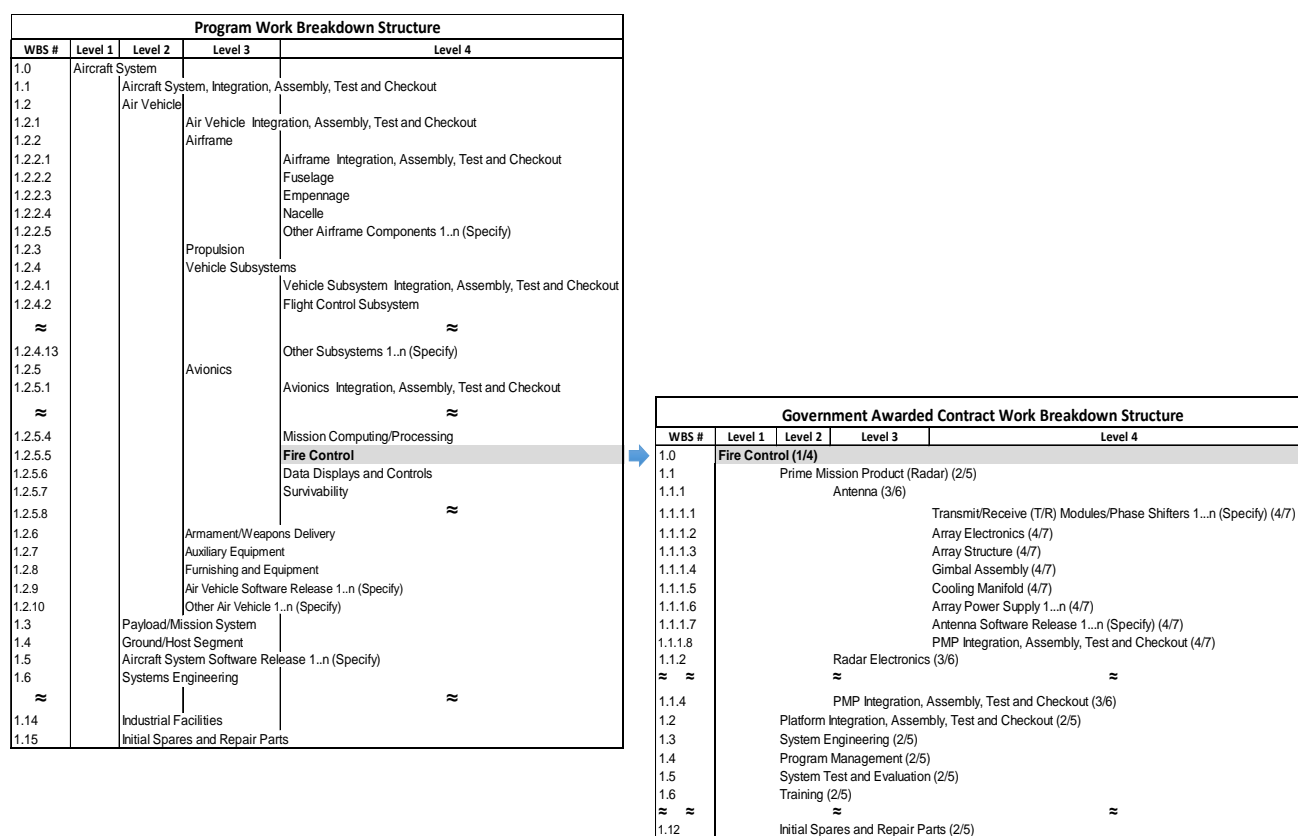 Program Work Breakdown Structure
WBS # Level 1 Level 2 Level 3 Level 4
1.0 Aircraft System
1.1 Aircraft System, Integration, Assembly, Test and Checkout
1.2 Air Vehicle
1.2.1 Air Vehicle Integration, Assembly, Test and Checkout
1.2.2 Airframe
1.2.2.1 Airframe Integration, Assembly, Test and Checkout
1.2.2.2 Fuselage
1.2.2.3 Empennage
1.2.2.4 Nacelle
1.2.2.5 Other Airframe Components 1..n (Specify)
1.2.3 Propulsion
1.2.4 Vehicle Subsystems
1.2.4.1 Vehicle Subsystem Integration, Assembly, Test and Checkout
1.2.4.2 Flight Control Subsystem
≈ ≈
1.2.4.13 Other Subsystems 1..n (Specify)
1.2.5 Avionics
1.2.5.1 Avionics Integration, Assembly, Test and Checkout
≈ ≈
1.2.5.4 Mission Computing/Processing
1.2.5.5 Fire Control
1.2.5.6 Data Displays and Controls
1.2.5.7 Survivability
1.2.5.8 ≈
1.2.6 Armament/Weapons Delivery
1.2.7 Auxiliary Equipment
1.2.8 Furnishing and Equipment
1.2.9 Air Vehicle Software Release 1..n (Specify)
1.2.10 Other Air Vehicle 1..n (Specify)
1.3 Payload/Mission System
1.4 Ground/Host Segment
1.5 Aircraft System Software Release 1..n (Specify)
1.6 Systems Engineering
≈ ≈
1.14 Industrial Facilities
1.15 Initial Spares and Repair Parts
Government Awarded Contract Work Breakdown Structure
WBS # Level 1 Level 2 Level 3 Level 4
1.0 Fire Control (1/4)
1.1 Prime Mission Product (Radar) (2/5)
1.1.1 Antenna (3/6)
1.1.1.1 Transmit/Receive (T/R) Modules/Phase Shifters 1...n (Specify) (4/7)
1.1.1.2 Array Electronics (4/7)
1.1.1.3 Array Structure (4/7)
1.1.1.4 Gimbal Assembly (4/7)
1.1.1.5 Cooling Manifold (4/7)
1.1.1.6 Array Power Supply 1...n (4/7)
1.1.1.7 Antenna Software Release 1...n (Specify) (4/7)
1.1.1.8 PMP Integration, Assembly, Test and Checkout (4/7)
1.1.2 Radar Electronics (3/6)
≈ ≈ ≈ ≈
1.1.4 PMP Integration, Assembly, Test and Checkout (3/6)
1.2 Platform Integration, Assembly, Test and Checkout (2/5)
1.3 System Engineering (2/5)
1.4 Program Management (2/5)
1.5 System Test and Evaluation (2/5)
1.6 Training (2/5)
≈ ≈ ≈ ≈
1.12 Initial Spares and Repair Parts (2/5)